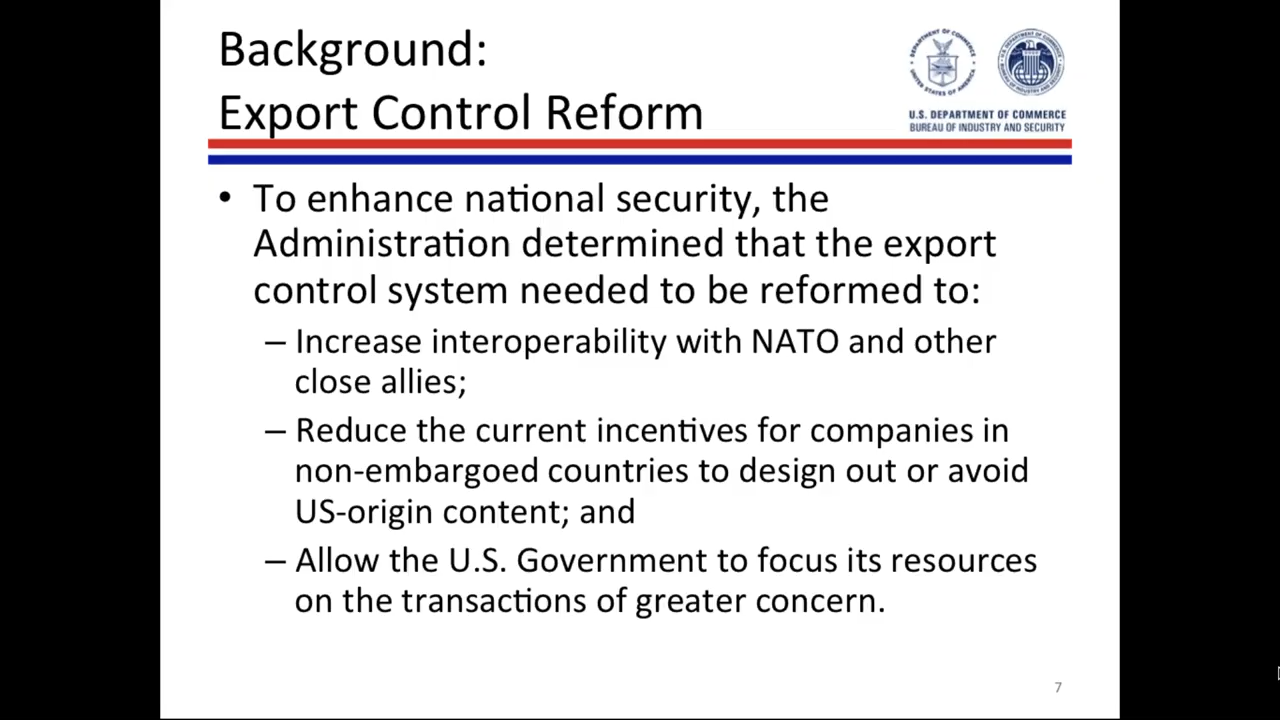 Background:
Export Control Reform
U.S. DEPARTMENT OF COMMERCE
BUREAU OF INDUSTRY AND SECURITY
• To enhance national security, the
Administration determined that the export
control system needed to be reformed to:
– Increase interoperability with NATO and other
close allies;
– Reduce the current incentives for companies in
non-embargoed countries to design out or avoid
US-origin content; and
– Allow the U.S. Government to focus its resources
on the transactions of greater concern.
7